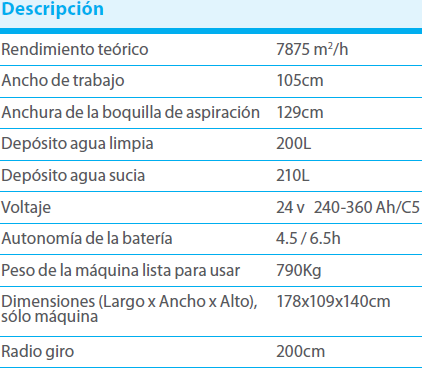 Descripción
Rendimiento teórico 7875 m²/h
Ancho de trabajo 105cm
Anchura de la boquilla de aspiración 129cm
Depósito agua limpia 200L
Depósito agua sucia 210L
Voltaje 24 v 240-360 Ah/C5
Autonomía de la batería 4.5 / 6.5h
Peso de la máquina lista para usar 790Kg
Dimensiones (Largo x Ancho x Alto), 178x109x140cm
sólo máquina
Radio giro 200cm